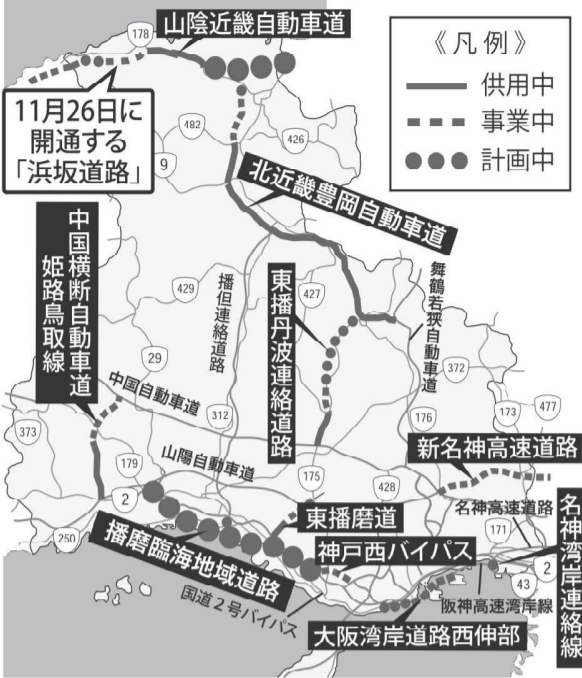 山陰近畿自動車道
178
《凡例》
供用中
事業中
計画中
11月26日に
開通する
「浜坂道路」
482
426
9
北近畿豊岡自動車道
中国横断自動車道
姫路鳥取線
播但連絡道路
東播丹波連絡道路
舞鶴若狭自動車道
429
427
29
372
中国自動車道
312
176
173
477
373
新名神高速道路
179
山陽自動車道
175
428
2
名神高速道路
171
名神湾岸連絡線
東播磨道
250
播磨臨海地域道路
神戸西バイパス
2
43
国道2号バイパス
阪神高速湾岸線
大阪湾岸道路西伸部